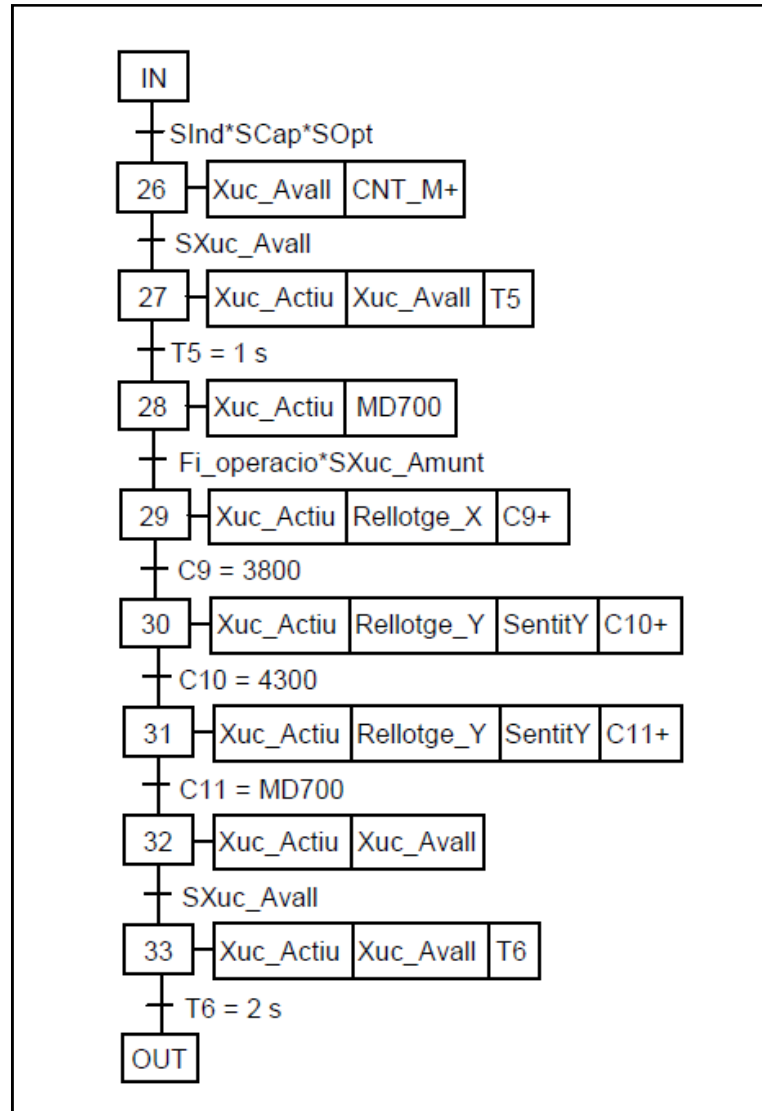 IN
SInd*SCap*SOpt
26 Xuc_Avall CNT_M+
SXuc_Avall
27 Xuc_Actiu Xuc_Avall T5
T5 = 1 s
28 Xuc_Actiu MD700
Fi_operacio*SXuc_Amunt
29 Xuc_Actiu Rellotge_X C9+
C9 = 3800
30 Xuc_Actiu Rellotge_Y SentitY C10+
C10 = 4300
31 Xuc_Actiu Rellotge_Y SentitY C11+
C11 = MD700
32 Xuc_Actiu Xuc_Avall
SXuc_Avall
33 Xuc_Actiu Xuc_Avall T6
T6 = 2 s
OUT